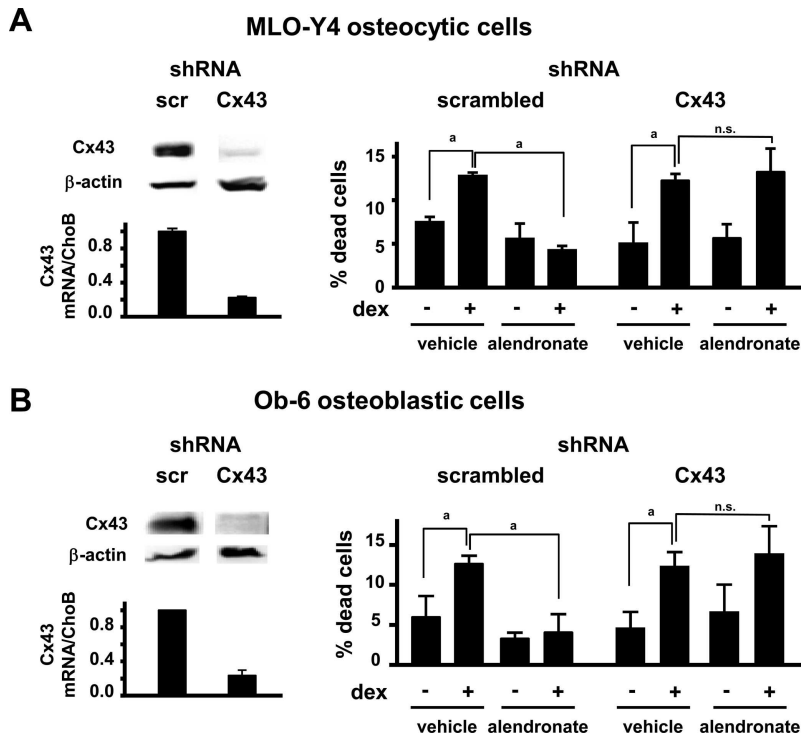 A
MLO-Y4 osteocytic cells
shRNA
scr Cx43
Cx43
β-actin
Cx43
mRNA/ChoB
0.8
0.4
0.0
shRNA
scrambled Cx43
% dead cells
15
10
5
0
a a a n.s.
dex - + - + - + - +
vehicle alendronate vehicle alendronate
B
Ob-6 osteoblastic cells
shRNA
scr Cx43
Cx43
β-actin
Cx43
mRNA/ChoB
0.8
0.4
0.0
shRNA
scrambled Cx43
% dead cells
15
10
5
0
a a a n.s.
dex - + - + - + - +
vehicle alendronate vehicle alendronate